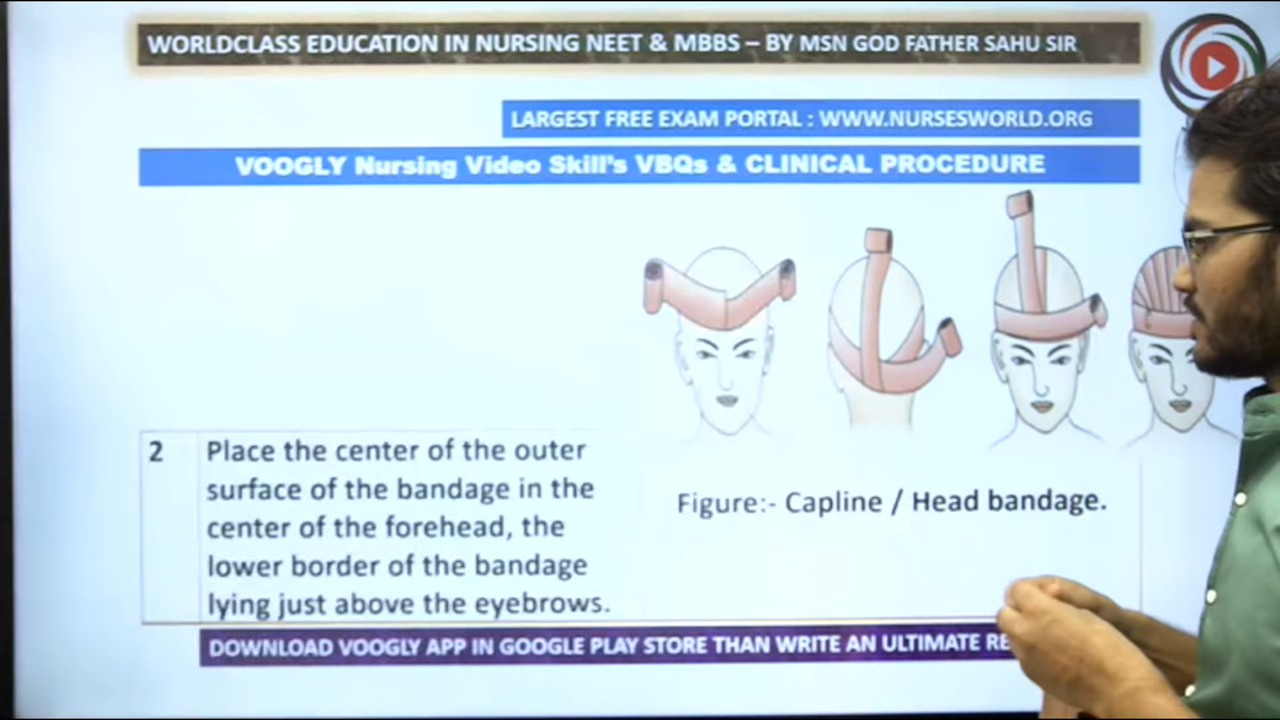 WORLDCLASS EDUCATION IN NURSING NEET & MBBS – BY MSN GOD FATHER SAHU SIR
LARGEST FREE EXAM PORTAL : WWW.NURSESWORLD.ORG
VOOGLY Nursing Video Skill's VBQs & CLINICAL PROCEDURE
2 Place the center of the outer
surface of the bandage in the
center of the forehead, the
lower border of the bandage
lying just above the eyebrows.
Figure:- Capline / Head bandage.
DOWNLOAD VOOGLY APP IN GOOGLE PLAY STORE THAN WRITE AN ULTIMATE